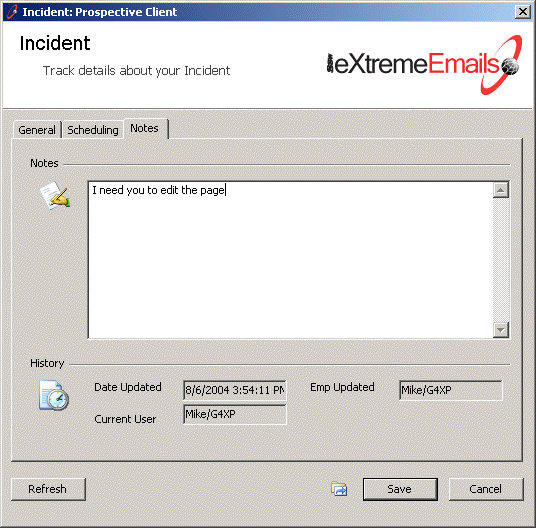 Incident: Prospective Client
Incident
Track details about your Incident
eXtremeEmails
General Scheduling Notes
Notes
I need you to edit the page
History
Date Updated 8/6/2004 3:54:11 PM Emp Updated Mike/G4XP
Current User Mike/G4XP
Refresh Save Cancel